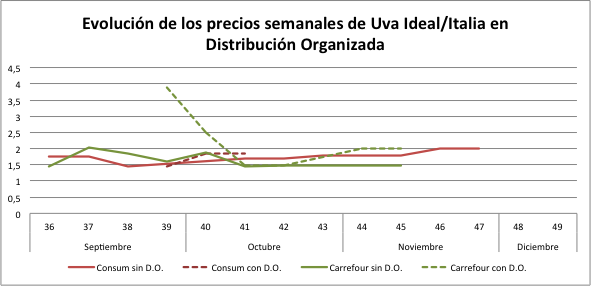 Evolución de los precios semanales de Uva Ideal/Italia en
Distribución Organizada
4,5
4
3,5
3
2,5
2
1,5
1
0,5
0
36 37 38 39 40 41 42 43 44 45 46 47 48 49
Septiembre Octubre Noviembre Diciembre
Consum sin D.O. Consum con D.O. Carrefour sin D.O. Carrefour con D.O.